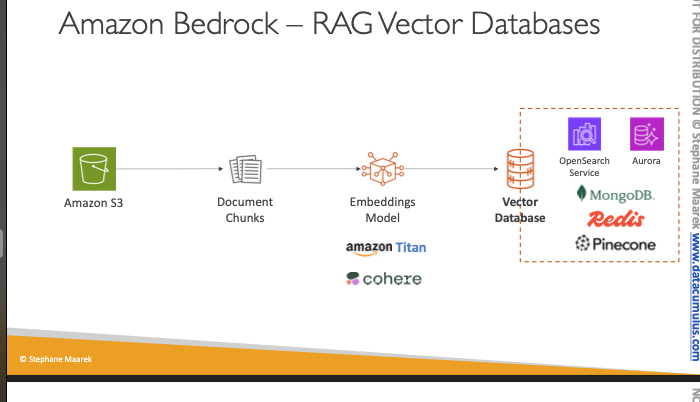 Amazon Bedrock – RAG Vector Databases
Amazon S3
Document
Chunks
Embeddings
Model
amazon Titan
cohere
Vector
Database
OpenSearch
Service
Aurora
MongoDB.
Redis
Pinecone
© Stephane Maarek
FOR DISTRIBUTION © Stephane Maarek www.datacumulus.com